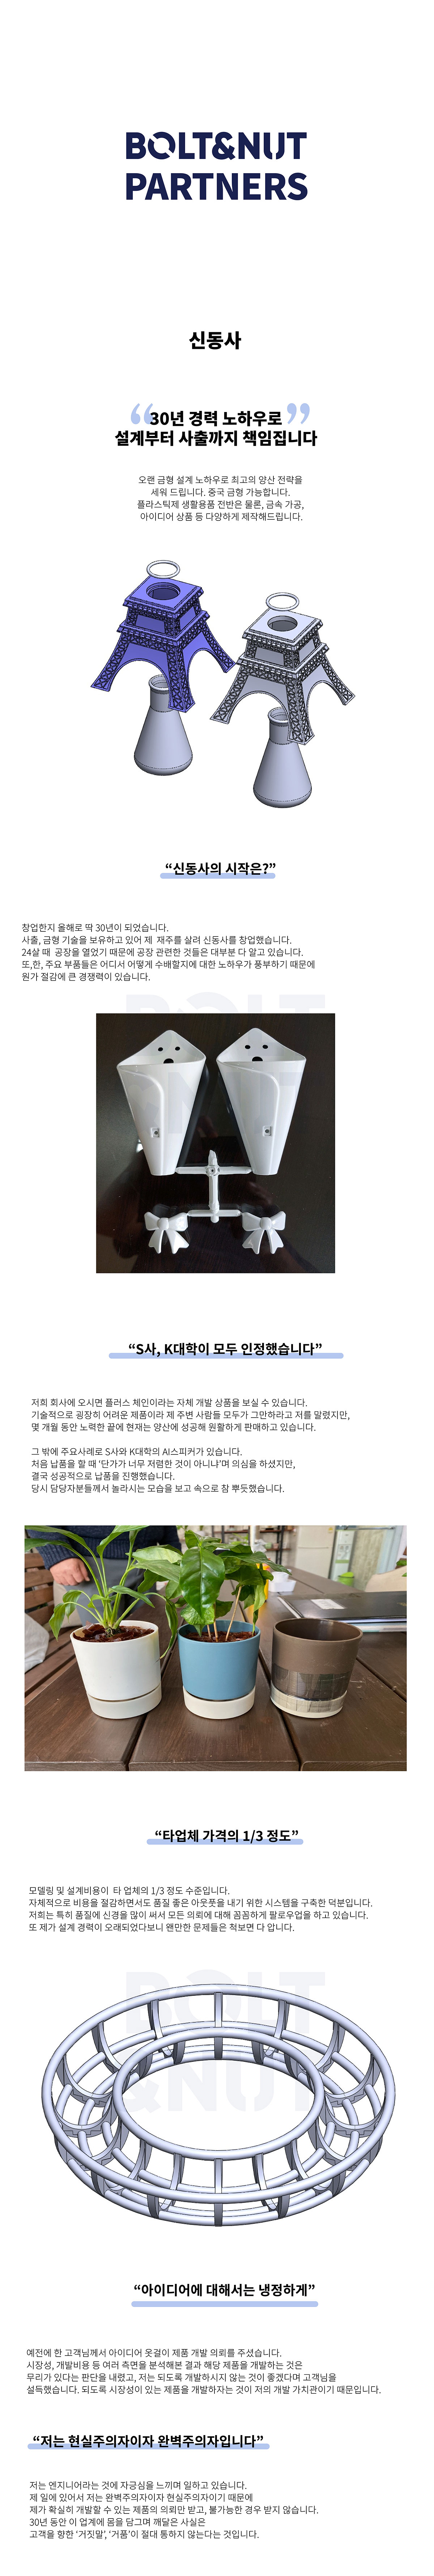 BOLT&NUT
PARTNERS
신동사
“30년 경력 노하우로”
설계부터 사출까지 책임집니다
오랜 금형 설계 노하우로 최고의 양산 전략을
세워 드립니다. 중국 금형 가능합니다.
플라스틱제 생활용품 전반은 물론, 금속 가공,
아이디어 상품 등 다양하게 제작해드립니다.
“신동사의 시작은?”
창업한지 올해로 딱 30년이 되었습니다.
사출, 금형 기술을 보유하고 있어 제 재주를 살려 신동사를 창업했습니다.
24살 때 공장을 열었기 때문에 공장 관련한 것들은 대부분 다 알고 있습니다.
또,한, 주요 부품들은 어디서 어떻게 수배할지에 대한 노하우가 풍부하기 때문에
원가 절감에 큰 경쟁력이 있습니다.
“S사, K대학이 모두 인정했습니다”
저희 회사에 오시면 플러스 체인이라는 자체 개발 상품을 보실 수 있습니다.
기술적으로 굉장히 어려운 제품이라 제 주변 사람들 모두가 그만하라고 저를 말렸지만,
몇 개월 동안 노력한 끝에 현재는 양산에 성공해 원활하게 판매하고 있습니다.
그 밖에 주요사례로 S사와 K대학의 AI스피커가 있습니다.
처음 납품을 할 때 ‘단가가 너무 저렴한 것이 아니냐’며 의심을 하셨지만,
결국 성공적으로 납품을 진행했습니다.
당시 담당자분들께서 놀라시는 모습을 보고 속으로 참 뿌듯했습니다.
“타업체 가격의 1/3 정도”
모델링 및 설계비용이 타 업체의 1/3 정도 수준입니다.
자체적으로 비용을 절감하면서도 품질 좋은 아웃풋을 내기 위한 시스템을 구축한 덕분입니다.
저희는 특히 품질에 신경을 많이 써서 모든 의뢰에 대해 꼼꼼하게 팔로우업을 하고 있습니다.
또 제가 설계 경력이 오래되었다보니 왠만한 문제들은 척보면 다 압니다.
BOLT
&NUT
“아이디어에 대해서는 냉정하게”
예전에 한 고객님께서 아이디어 옷걸이 제품 개발 의뢰를 주셨습니다.
시장성, 개발비용 등 여러 측면을 분석해본 결과 해당 제품을 개발하는 것은
무리가 있다는 판단을 내렸고, 저는 되도록 개발하시지 않는 것이 좋겠다며 고객님을
설득했습니다. 되도록 시장성이 있는 제품을 개발하자는 것이 저의 개발 가치관이기 때문입니다.
“저는 현실주의자이자 완벽주의자입니다”
저는 엔지니어라는 것에 자긍심을 느끼며 일하고 있습니다.
제 일에 있어서 저는 완벽주의자이자 현실주의자이기 때문에
제가 확실히 개발할 수 있는 제품의 의뢰만 받고, 불가능한 경우 받지 않습니다.
30년 동안 이 업계에 몸을 담그며 깨달은 사실은
고객을 향한 ‘거짓말’, ‘거품’이 절대 통하지 않는다는 것입니다.